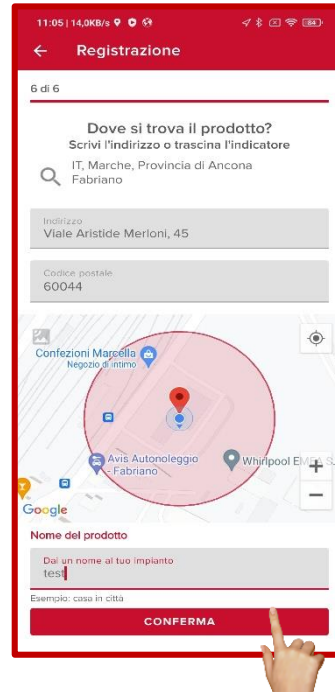 11:05 | 14,0KB/s
84
Registrazione
6 di 6
Dove si trova il prodotto?
Scrivi l'indirizzo o trascina l'indicatore
IT, Marche, Provincia di Ancona
Fabriano
Indirizzo
Viale Aristide Merloni, 45
Codice postale
60044
Confezioni Marcella
Negozio di intimo
Avis Autonoleggio
- Fabriano
Whirlpool EMEA S.
+
−
Google
Nome del prodotto
Dai un nome al tuo impianto
test
Esempio: casa in città
CONFERMA